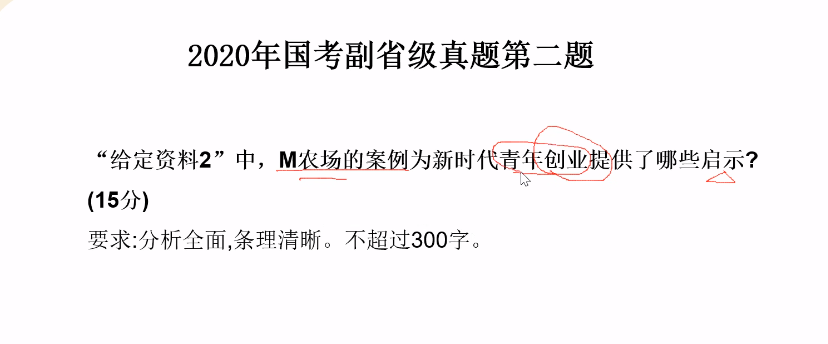 2020年国考副省级真题第二题
“给定资料2”中，M农场的案例为新时代青年创业提供了哪些启示?
(15分)
要求:分析全面,条理清晰。不超过300字。